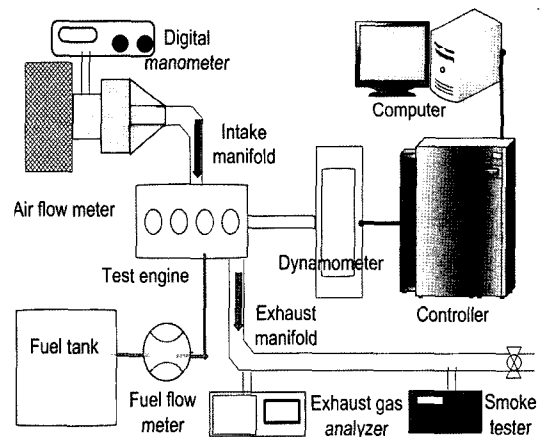 Digital
manometer
Computer
Intake
manifold
Air flow meter
Test engine
Dynamometer
Controller
Exhaust
manifold
Fuel tank
Fuel flow
meter
Exhaust gas
analyzer
Smoke
tester